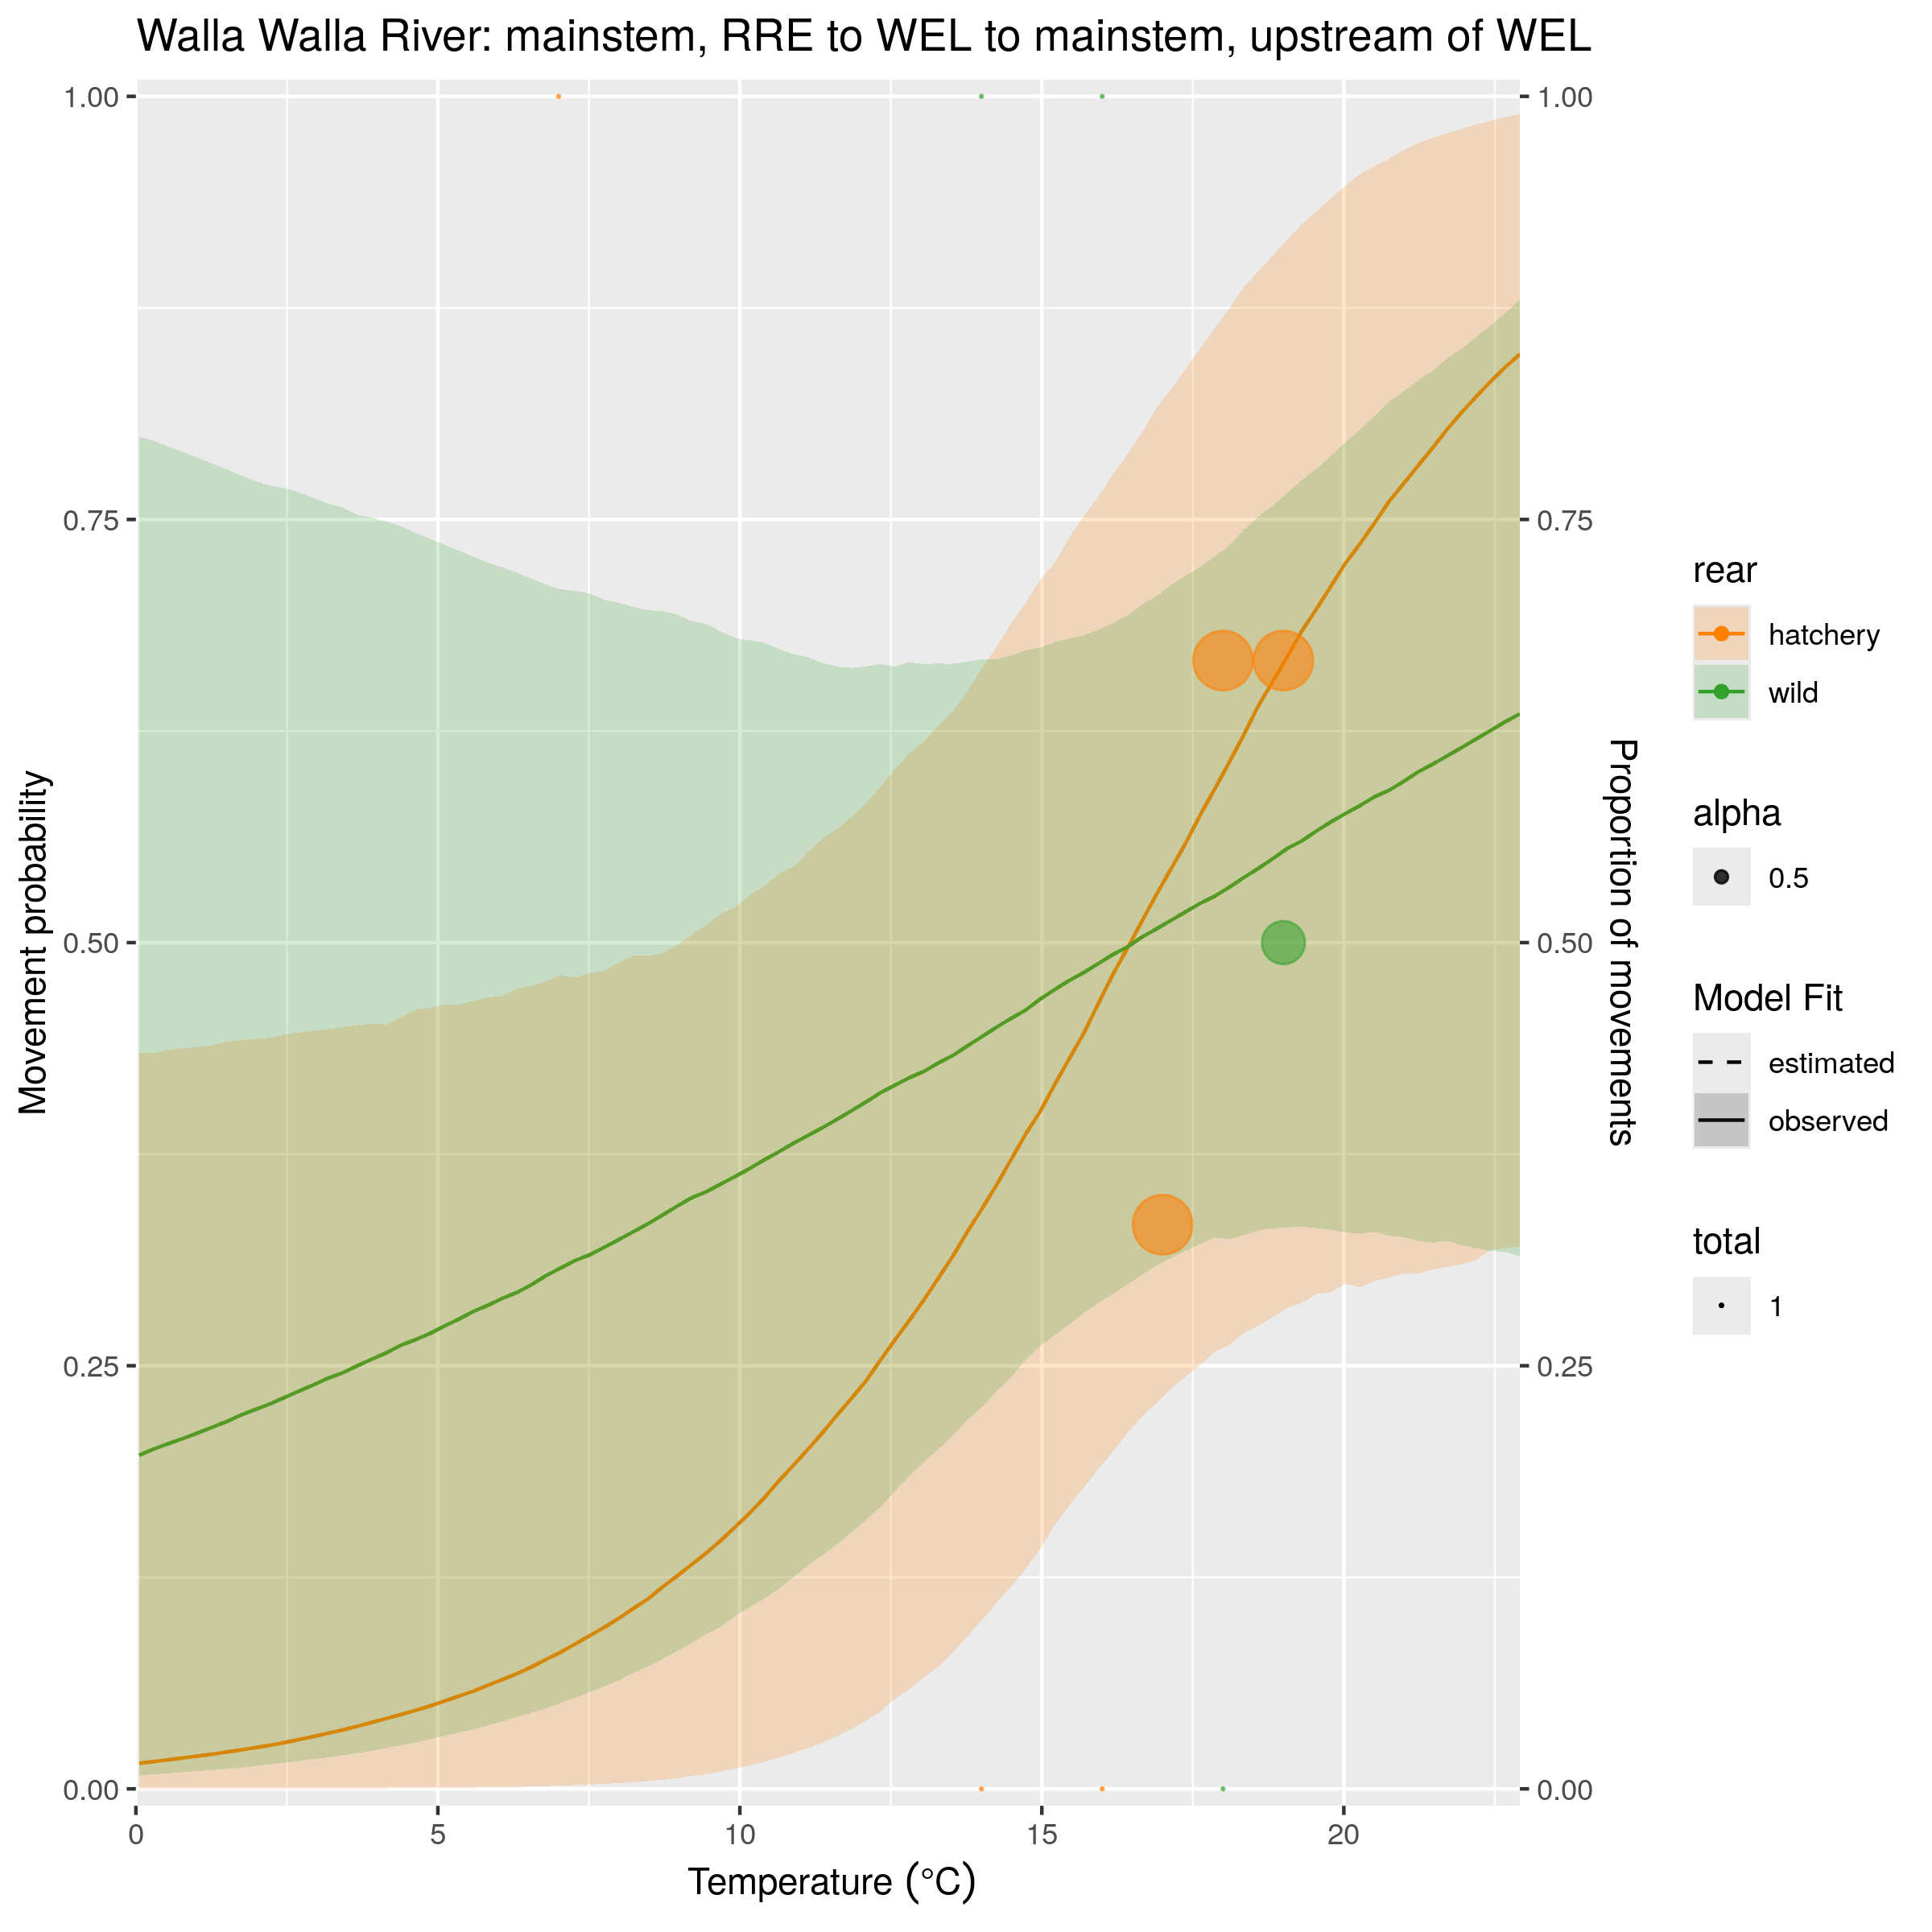 Walla Walla River: mainstem, RRE to WEL to mainstem, upstream of WEL
Movement probability
1.00
0.75
0.50
0.25
0.00
0
5
10
15
20
Temperature (°C)
1.00
0.75
0.50
0.25
0.00
Proportion of movements
rear
hatchery
wild
alpha
0.5
Model Fit
estimated
observed
total
1